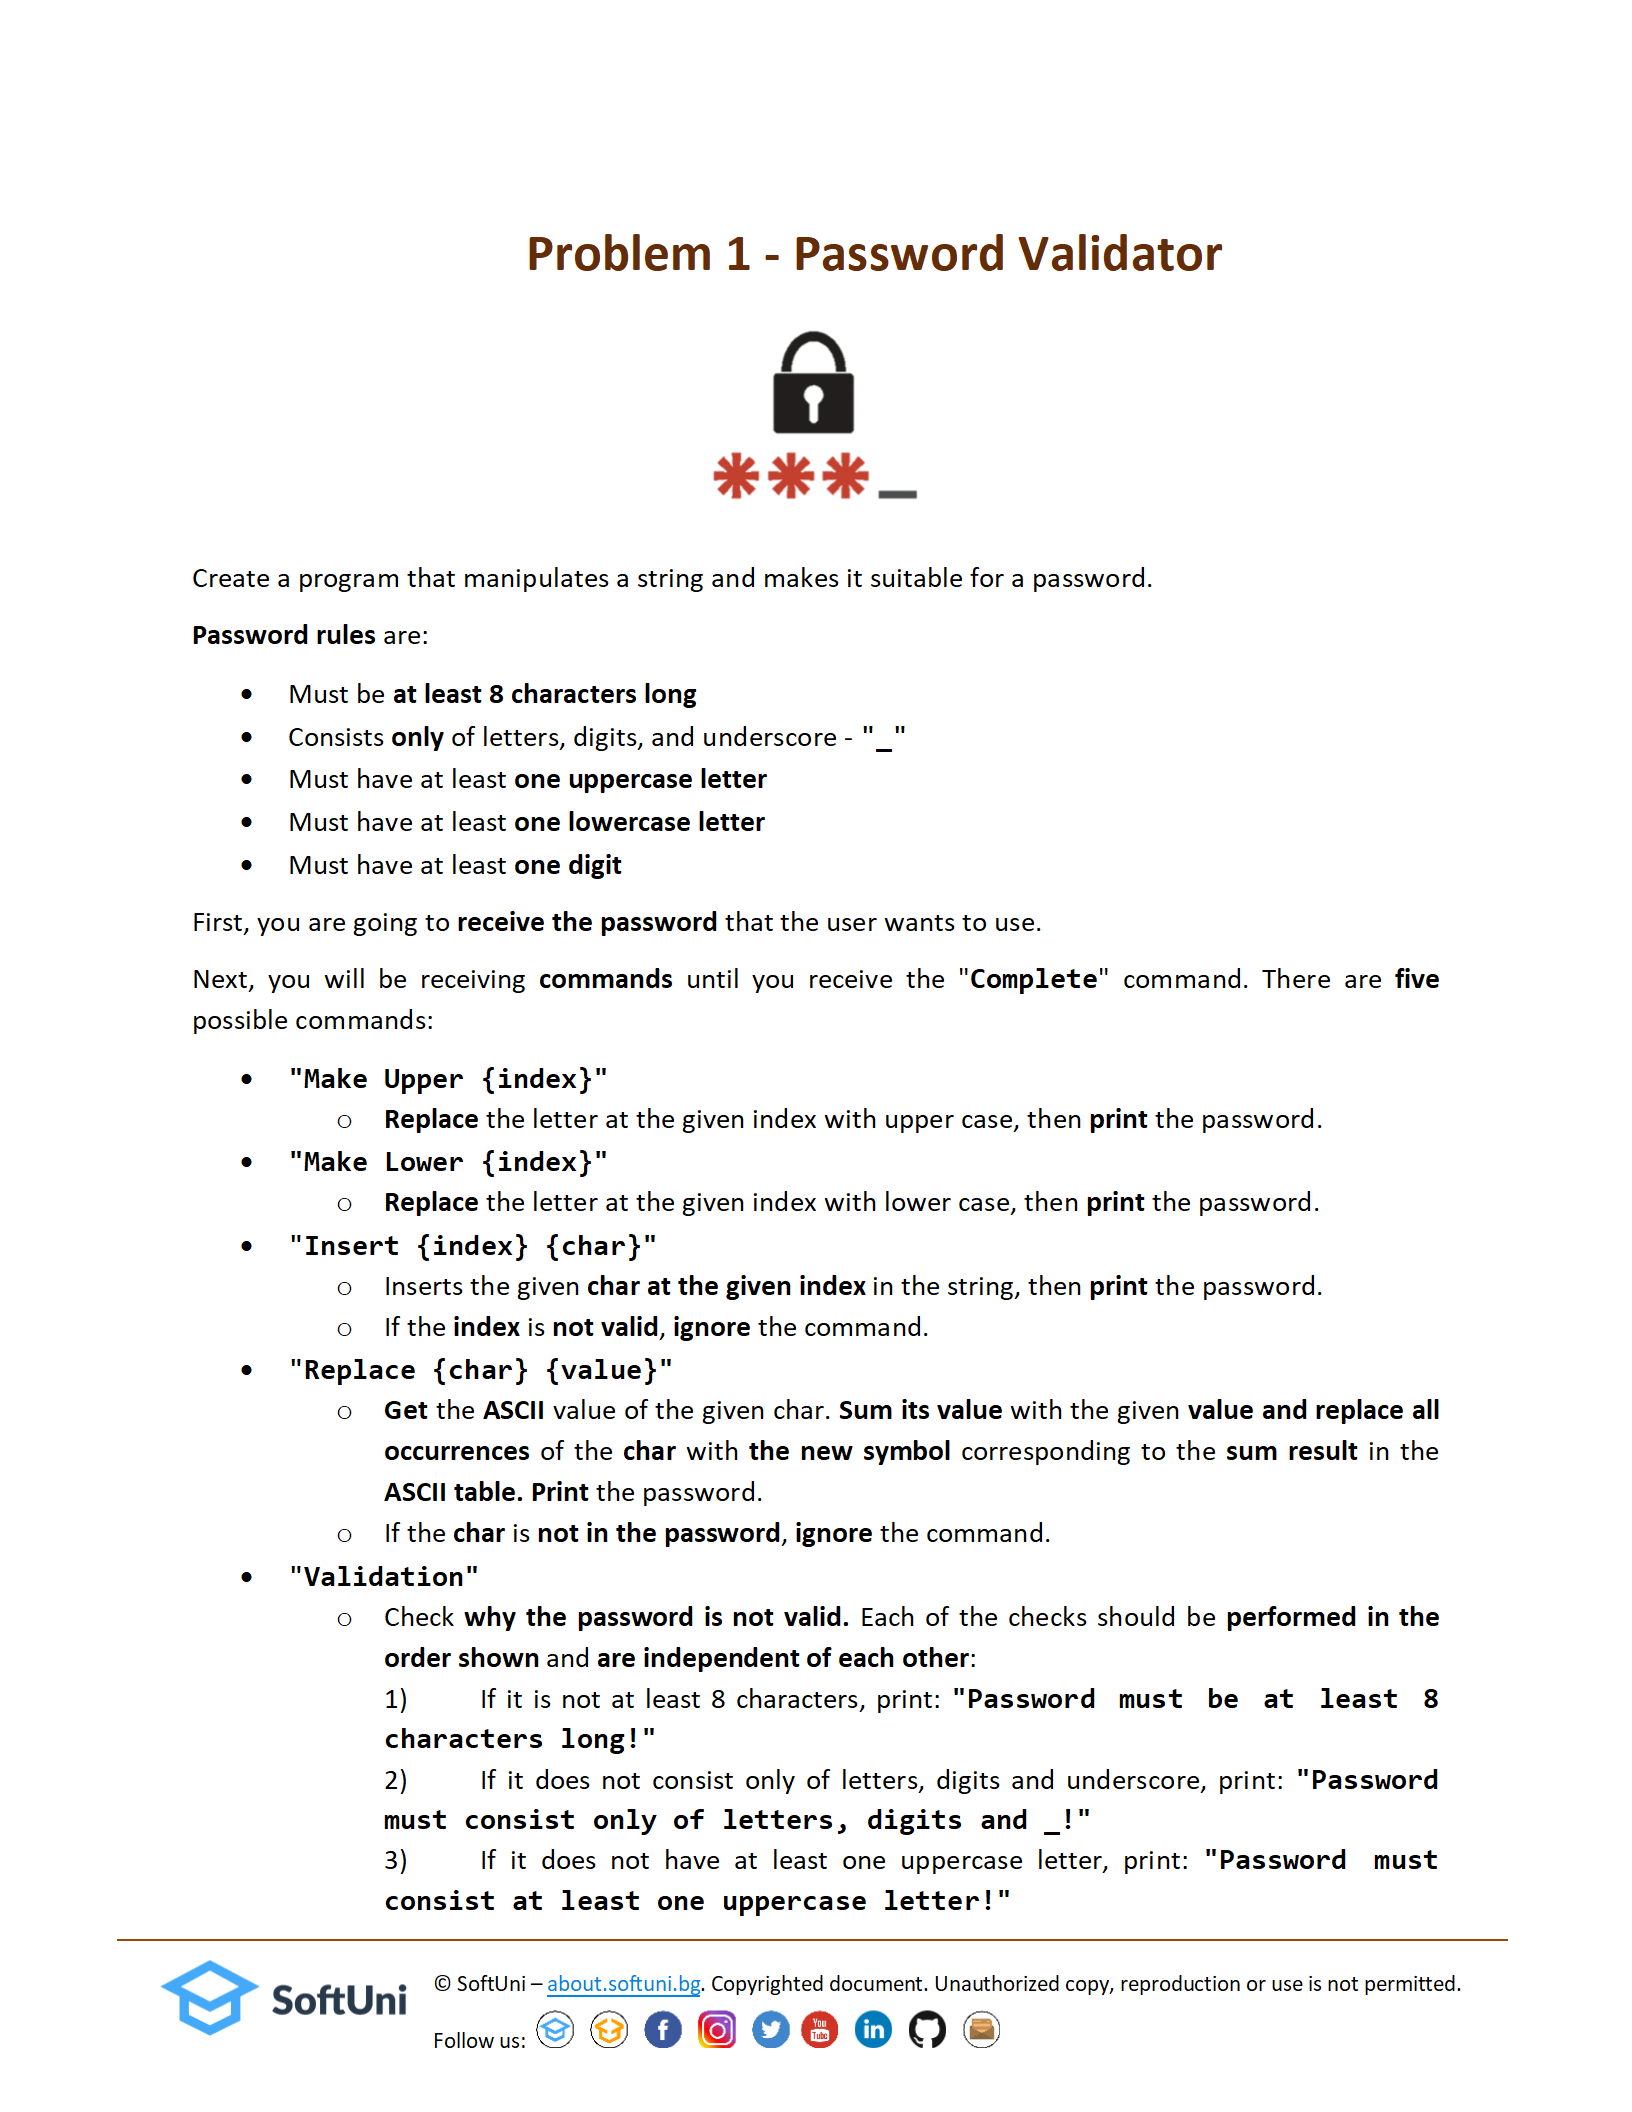 Problem 1 - Password Validator
Create a program that manipulates a string and makes it suitable for a password.
Password rules are:
• Must be at least 8 characters long
• Consists only of letters, digits, and underscore - "_"
• Must have at least one uppercase letter
• Must have at least one lowercase letter
• Must have at least one digit
First, you are going to receive the password that the user wants to use.
Next, you will be receiving commands until you receive the "Complete" command. There are five
possible commands:
• "Make Upper {index}"
o Replace the letter at the given index with upper case, then print the password.
• "Make Lower {index}"
o Replace the letter at the given index with lower case, then print the password.
• "Insert {index} {char}"
o Inserts the given char at the given index in the string, then print the password.
o If the index is not valid, ignore the command.
• "Replace {char} {value}"
o Get the ASCII value of the given char. Sum its value with the given value and replace all
occurrences of the char with the new symbol corresponding to the sum result in the
ASCII table. Print the password.
o If the char is not in the password, ignore the command.
• "Validation"
o Check why the password is not valid. Each of the checks should be performed in the
order shown and are independent of each other:
1) If it is not at least 8 characters, print: "Password must be at least 8
characters long!"
2) If it does not consist only of letters, digits and underscore, print: "Password
must consist only of letters, digits and _!"
3) If it does not have at least one uppercase letter, print: "Password must
consist at least one uppercase letter!"
SoftUni
© SoftUni – about.softuni.bg. Copyrighted document. Unauthorized copy, reproduction or use is not permitted.
Follow us:
You
Tube
in